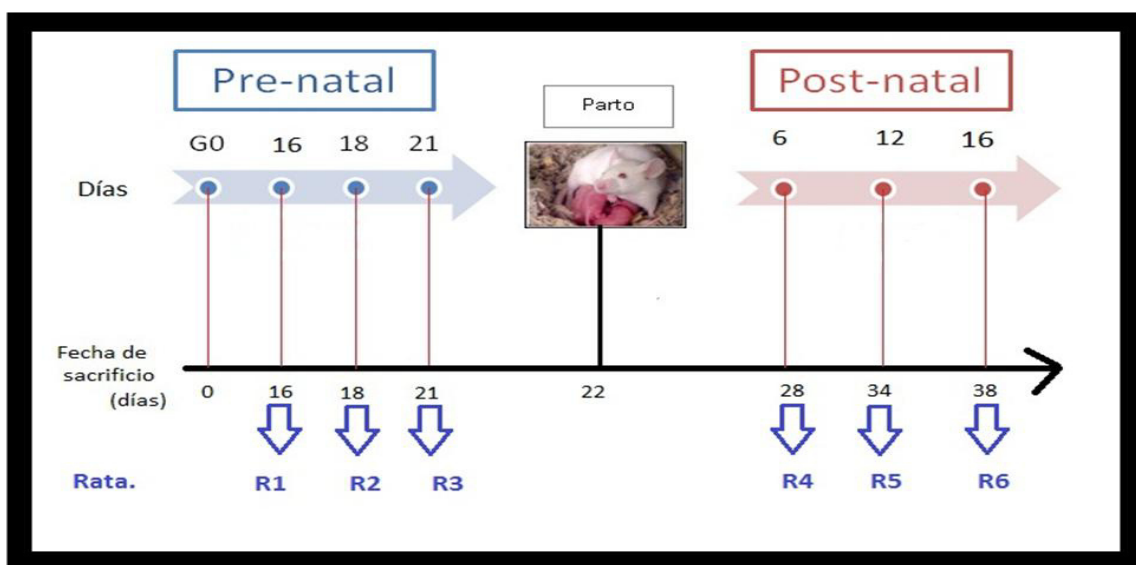 Pre-natal
Parto
Post-natal
G0 16 18 21
6 12 16
Días
Fecha de
sacrificio
(días)
0 16 18 21 22 28 34 38
Rata. R1 R2 R3 R4 R5 R6